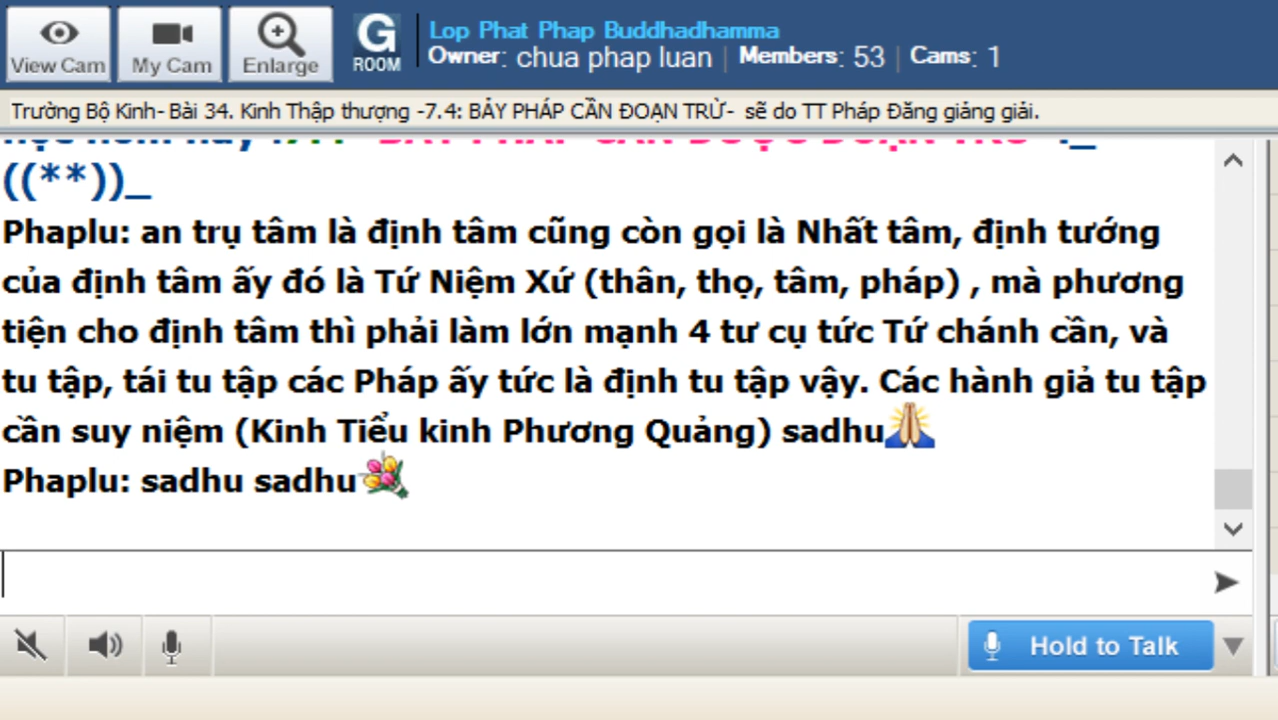 View Cam
My Cam
Enlarge
G
ROOM
Lop Phat Phap Buddhadhamma
Owner: chua phap luan | Members: 53 | Cams: 1
Trường Bộ Kinh- Bài 34. Kinh Thập thượng -7.4: BẢY PHÁP CẦN ĐOẠN TRỪ- sẽ do TT Pháp Đăng giảng giải.
((**))_
Phaplu: an trụ tâm là định tâm cũng còn gọi là Nhất tâm, định tướng
của định tâm ấy đó là Tứ Niệm Xứ (thân, thọ, tâm, pháp) , mà phương
tiện cho định tâm thì phải làm lớn mạnh 4 tư cụ tức Tứ chánh cần, và
tu tập, tái tu tập các Pháp ấy tức là định tu tập vậy. Các hành giả tu tập
cần suy niệm (Kinh Tiểu kinh Phương Quảng) sadhu
Phaplu: sadhu sadhu
Hold to Talk